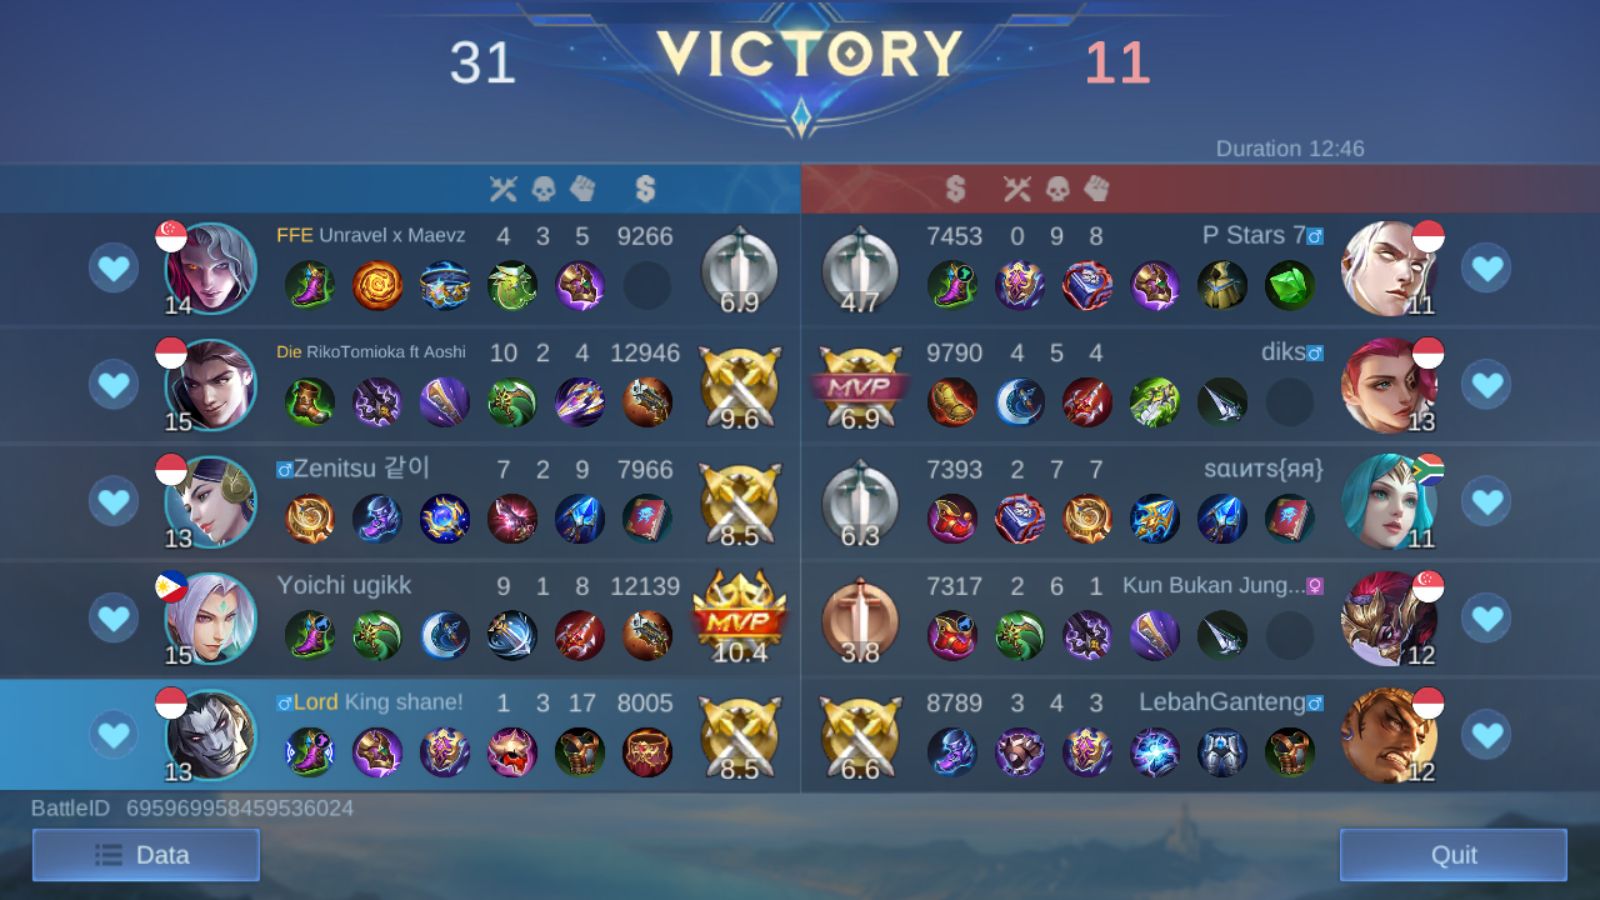 31 VICTORY 11
Duration 12:46
FFE Unravel x Maevz 4 3 5 9266
14 6.9
4.7 7453 0 9 8 P Stars 7
11
Die RikoTomioka ft Aoshi 10 2 4 12946
15 9.6
MVP 6.9 9790 4 5 4 diks
13
Zenitsu 같이 7 2 9 7966
13 8.5
6.3 7393 2 7 7 sαιитs{яя}
11
Yoichi ugikk 9 1 8 12139
15 MVP 10.4
3.8 7317 2 6 1 Kun Bukan Jung...
12
Lord King shane! 1 3 17 8005
13 8.5
6.6 8789 3 4 3 LebahGanteng
12
BattleID 695969958459536024
Data
Quit